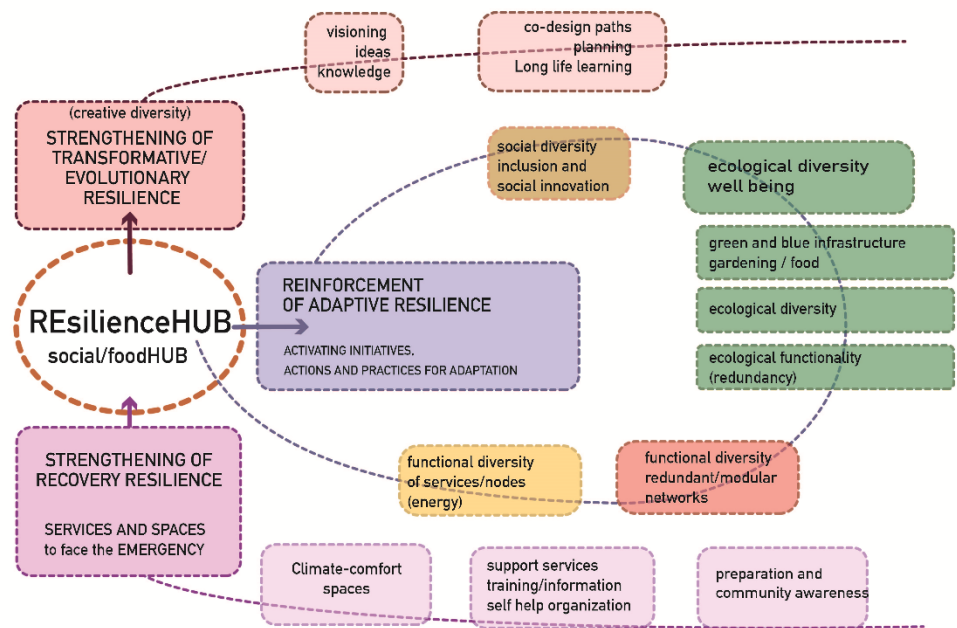 visioning
ideas
knowledge
co-design paths
planning
Long life learning
(creative diversity)
STRENGTHENING OF
TRANSFORMATIVE/
EVOLUTIONARY
RESILIENCE
social diversity
inclusion and
social innovation
ecological diversity
well being
green and blue infrastructure
gardening / food
ecological diversity
ecological functionality
(redundancy)
REsilienceHUB
social/foodHUB
REINFORCEMENT
OF ADAPTIVE RESILIENCE
ACTIVATING INITIATIVES,
ACTIONS AND PRACTICES FOR ADAPTATION
STRENGTHENING OF
RECOVERY RESILIENCE
SERVICES AND SPACES
to face the EMERGENCY
functional diversity
of services/nodes
(energy)
functional diversity
redundant/modular
networks
Climate-comfort
spaces
support services
training/information
self help organization
preparation and
community awareness